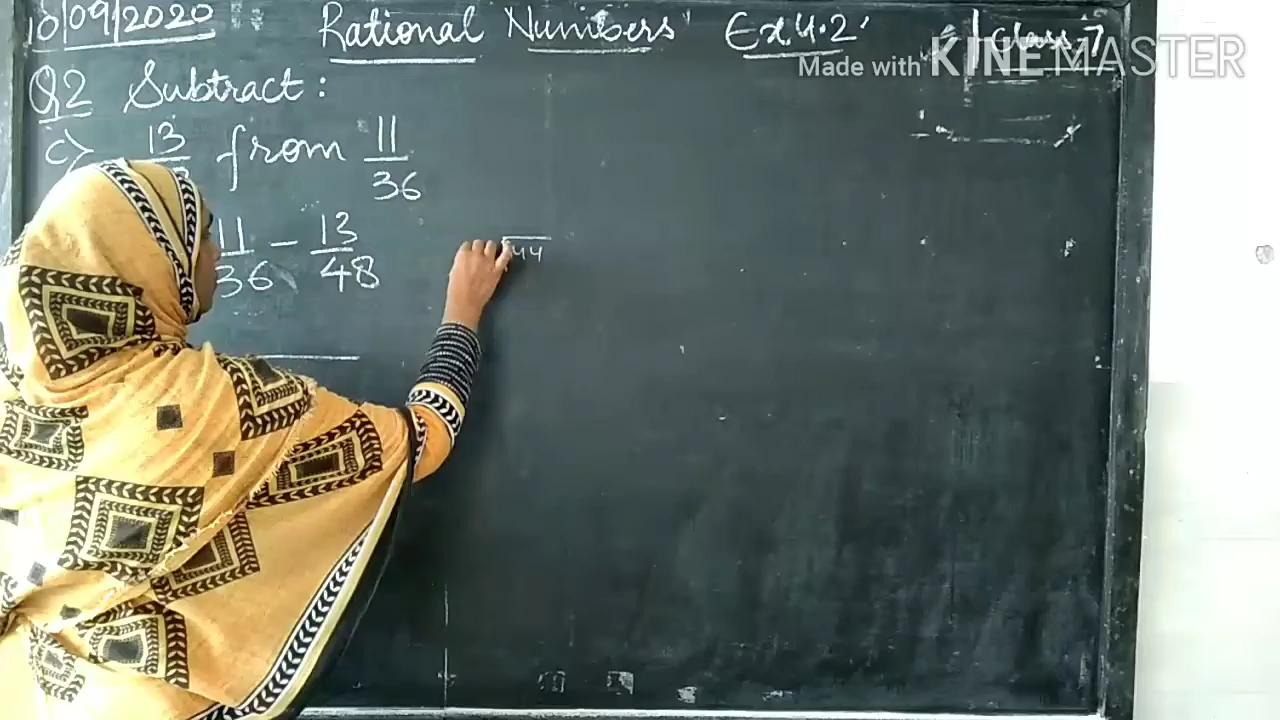 10/09/2020 Rational Numbers Ex 4.2 Class 7
Made with KINEMASTER
Q2 Subtract:
c) 13/ from 11/36
11/36 - 13/48
144